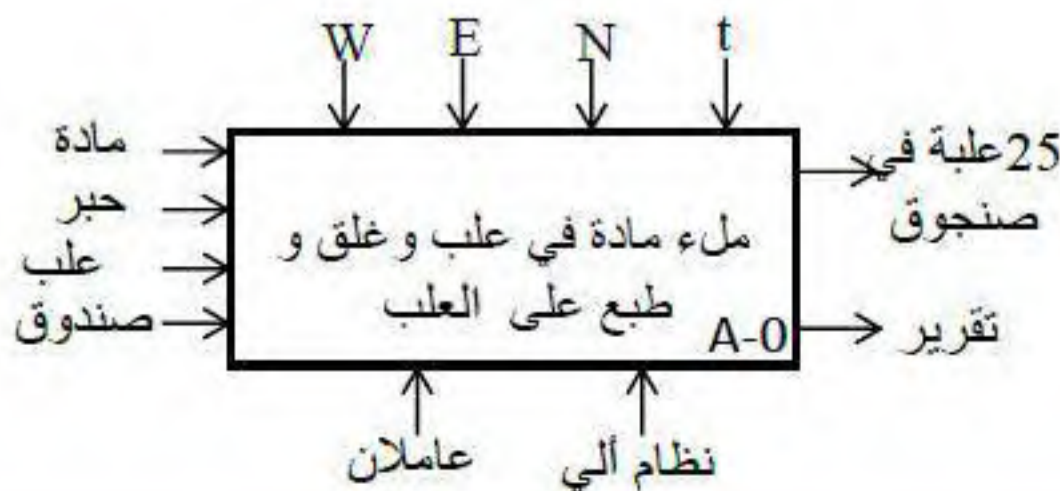 W E N t
مادة
حبر
علب
صندوق
ملء مادة في علب و غلق و
طبع على العلب
A-0
25علبة في
صنجوق
تقرير
عاملان
نظام ألي